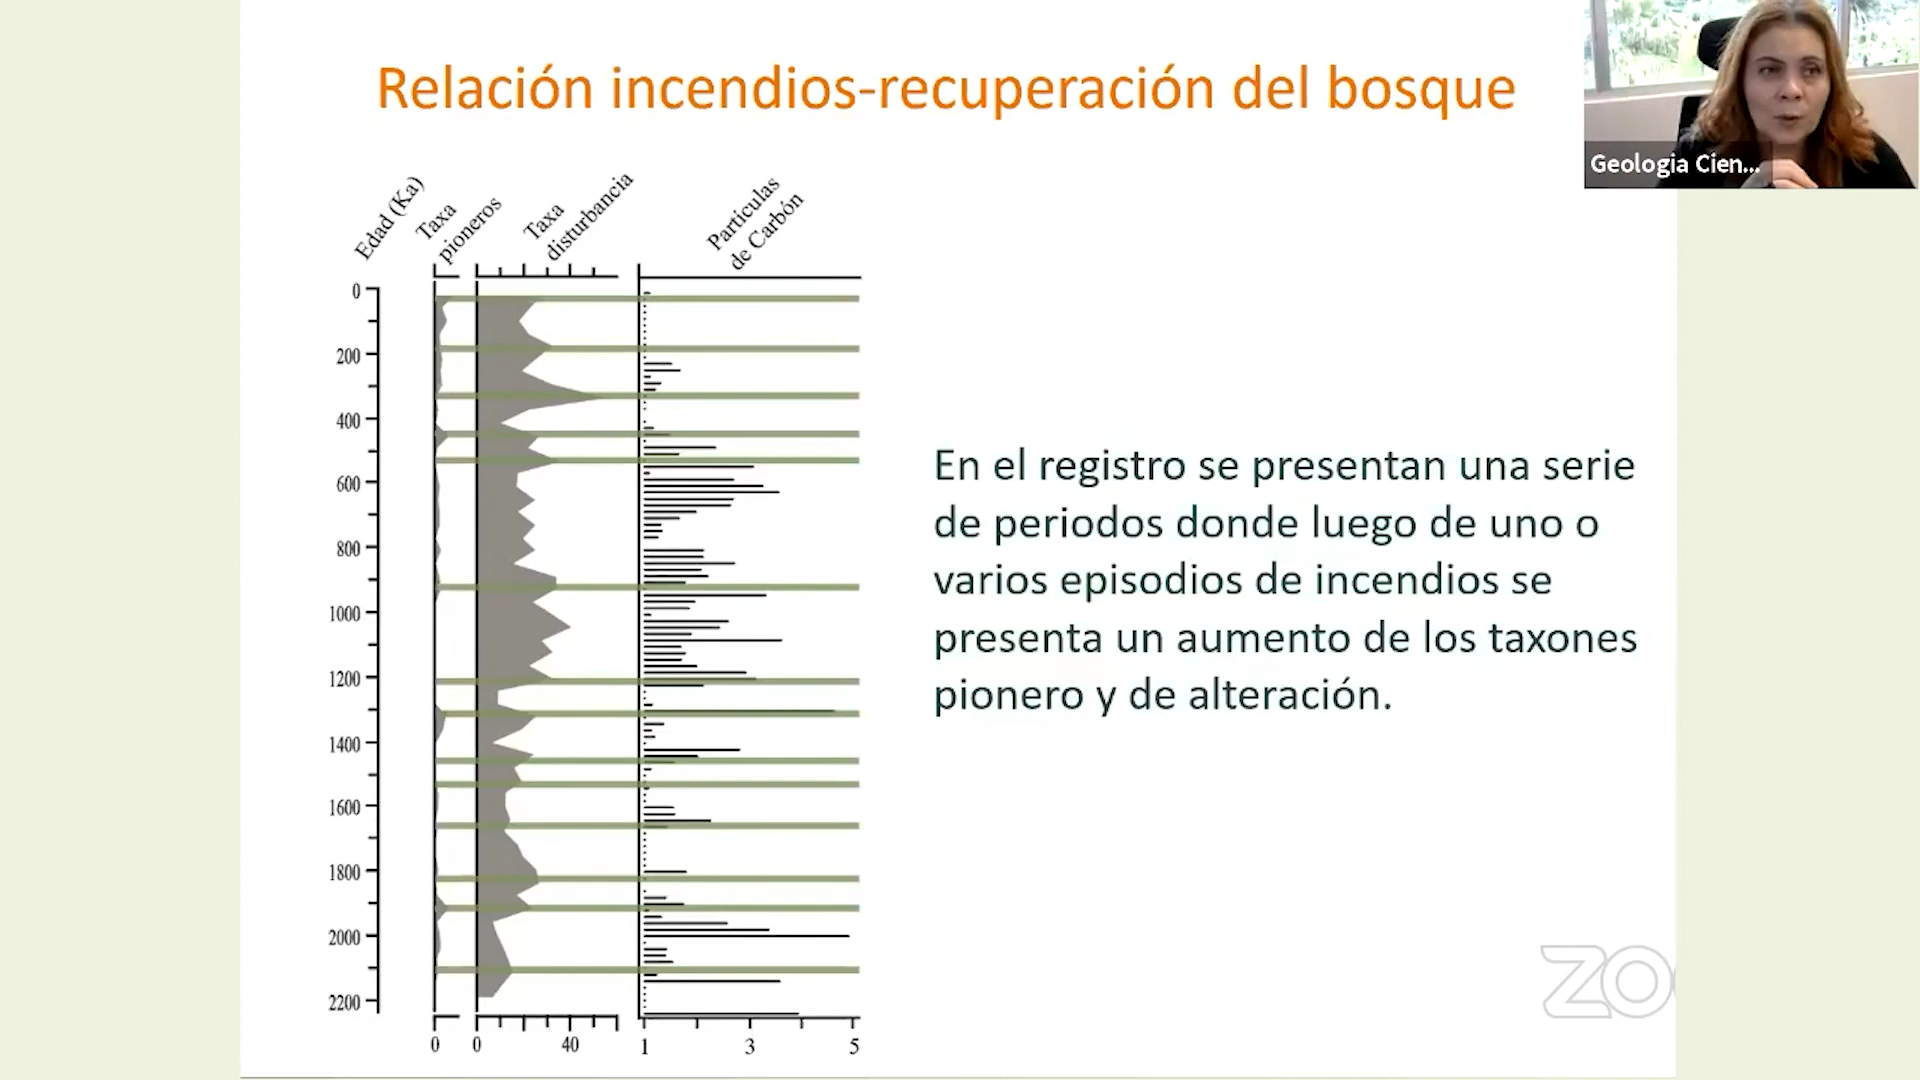 Relación incendios-recuperación del bosque
Geologia Cien...
Edad (Ka)
Taxa
pioneros
Taxa
disturbancia
Partículas
de Carbón
0
200
400
600
800
1000
1200
1400
1600
1800
2000
2200
0
0
40
1
3
5
En el registro se presentan una serie
de periodos donde luego de uno o
varios episodios de incendios se
presenta un aumento de los taxones
pionero y de alteración.
ZO